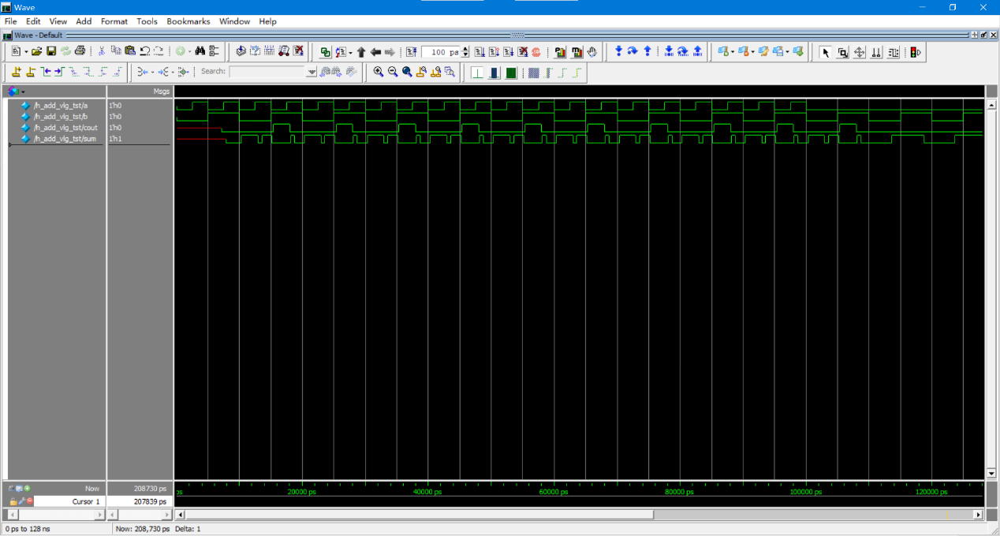 Wave
File Edit View Add Format Tools Bookmarks Window Help
Wave - Default
100 ps
Search:
Msgs
/h_add_vlg_tst/a 1'h0
/h_add_vlg_tst/b 1'h0
/h_add_vlg_tst/cout 1'h0
/h_add_vlg_tst/sum 1'h1
Now 208730 ps
ps 20000 ps 40000 ps 60000 ps 80000 ps 100000 ps 120000 ps
Cursor 1 207839 ps
0 ps to 128 ns Now: 208,730 ps Delta: 1